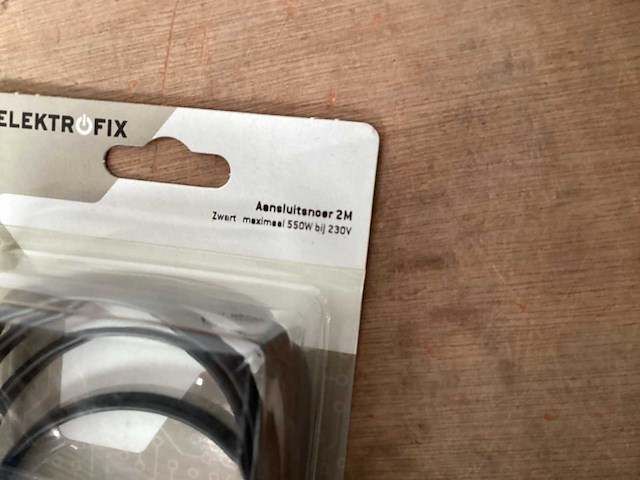 ELEKTROFIX
Aansluitsnoer 2M
Zwart maximaal 550W bij 230V